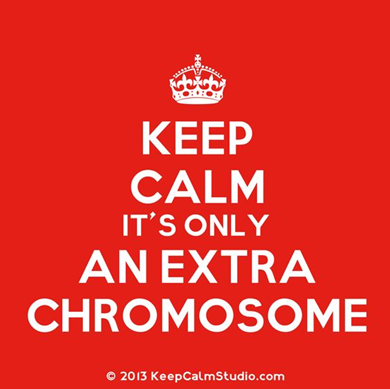 KEEP
CALM
IT'S ONLY
AN EXTRA
CHROMOSOME
© 2013 KeepCalmStudio.com